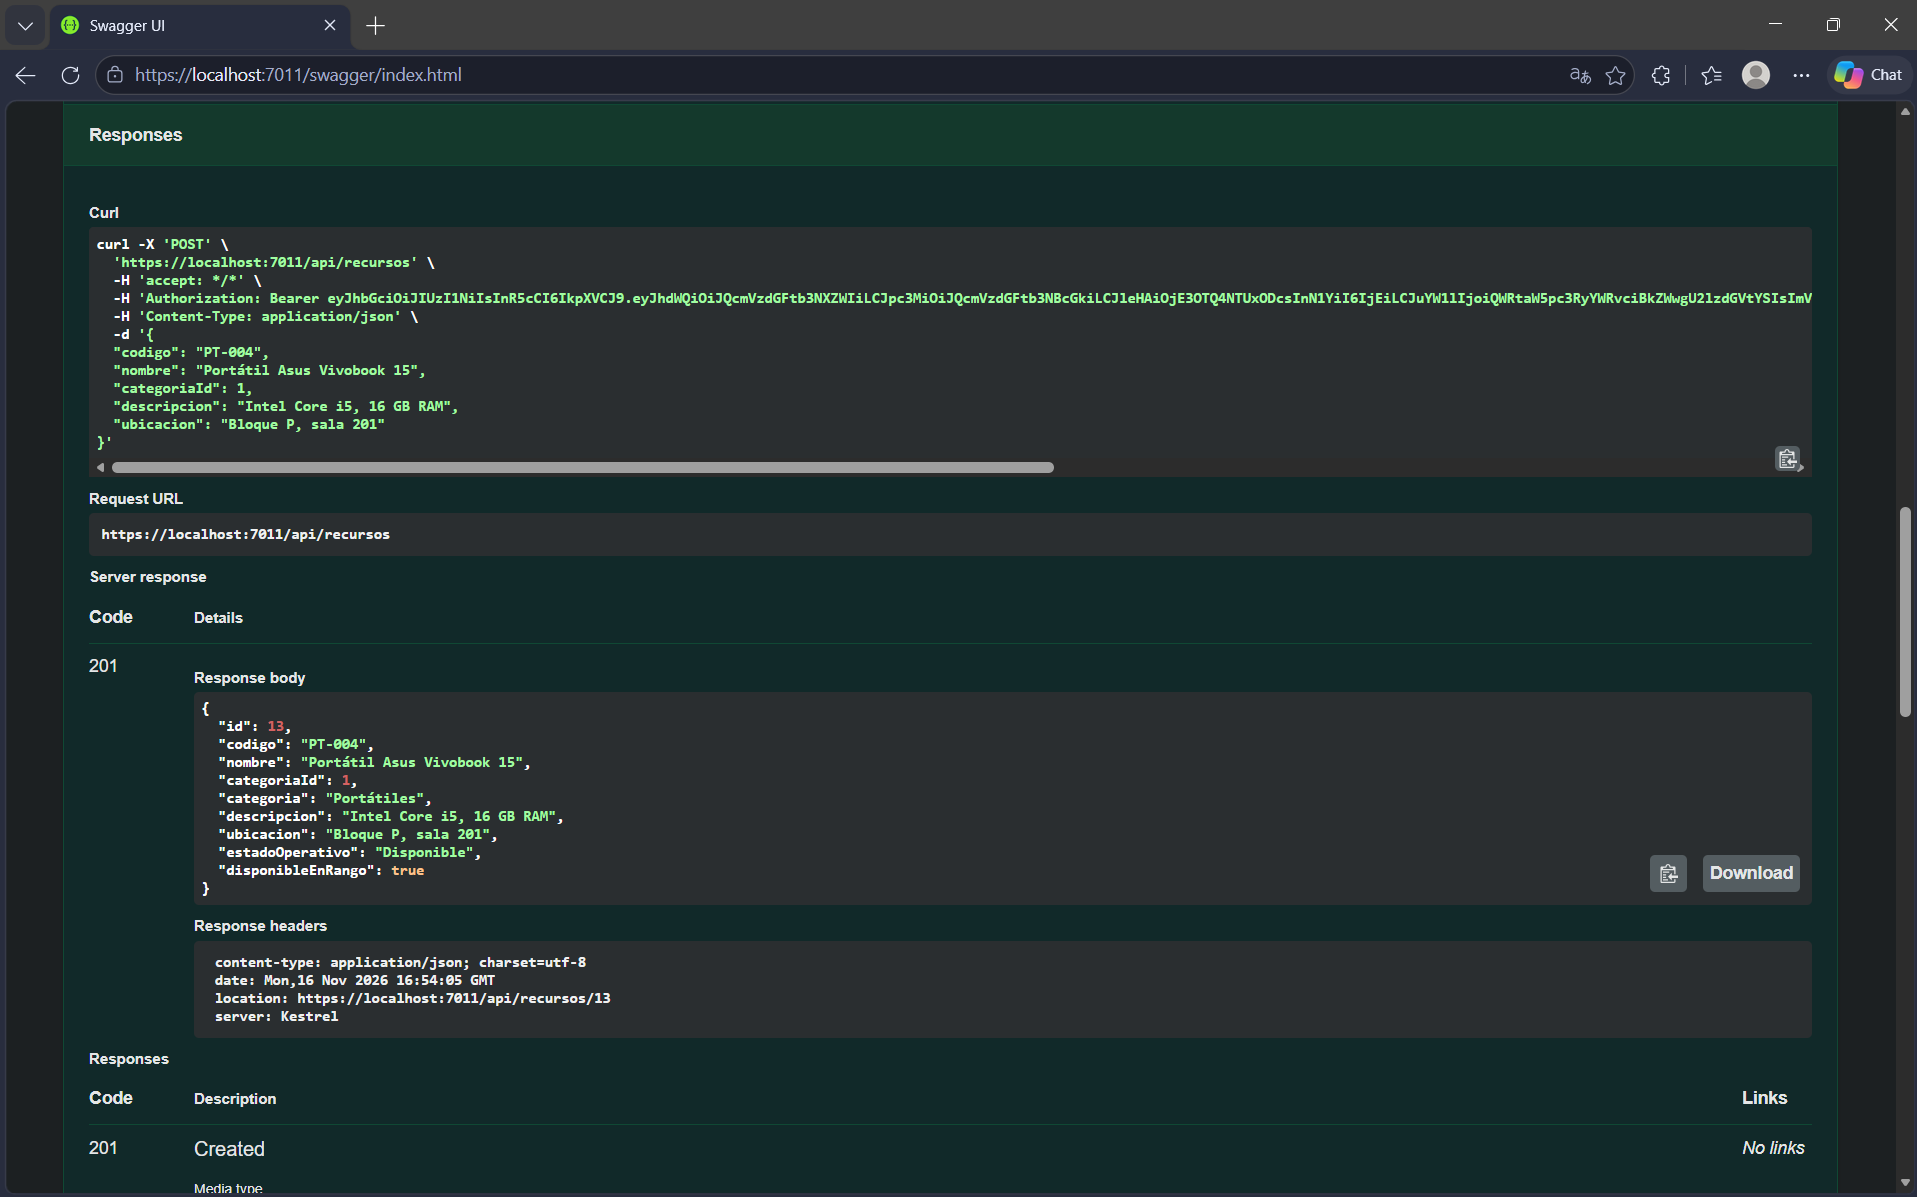 Swagger UI
https://localhost:7011/swagger/index.html
Chat
Responses
Curl
curl -X 'POST' \
'https://localhost:7011/api/recursos' \
-H 'accept: */*' \
-H 'Authorization: Bearer eyJhbGciOiJIUzI1NiIsInR5cCI6IkpXVCJ9.eyJhdWQiOiJQcmVzdGFtb3NXZWIiLCJpc3MiOiJQcmVzdGFtb3NBcGkiLCJleHAiOjE3OTQ4NTUxODcsInN1YiI6IjEiLCJuYW1lIjoiQWRtaW5pc3RyYWRvciBkZWwgU2lzdGVtYSIsImV
-H 'Content-Type: application/json' \
-d '{
"codigo": "PT-004",
"nombre": "Portátil Asus Vivobook 15",
"categoriaId": 1,
"descripcion": "Intel Core i5, 16 GB RAM",
"ubicacion": "Bloque P, sala 201"
}'
Request URL
https://localhost:7011/api/recursos
Server response
Code Details
201
Response body
{
"id": 13,
"codigo": "PT-004",
"nombre": "Portátil Asus Vivobook 15",
"categoriaId": 1,
"categoria": "Portátiles",
"descripcion": "Intel Core i5, 16 GB RAM",
"ubicacion": "Bloque P, sala 201",
"estadoOperativo": "Disponible",
"disponibleEnRango": true
}
Download
Response headers
content-type: application/json; charset=utf-8
date: Mon,16 Nov 2026 16:54:05 GMT
location: https://localhost:7011/api/recursos/13
server: Kestrel
Responses
Code Description Links
201 Created No links
Media type